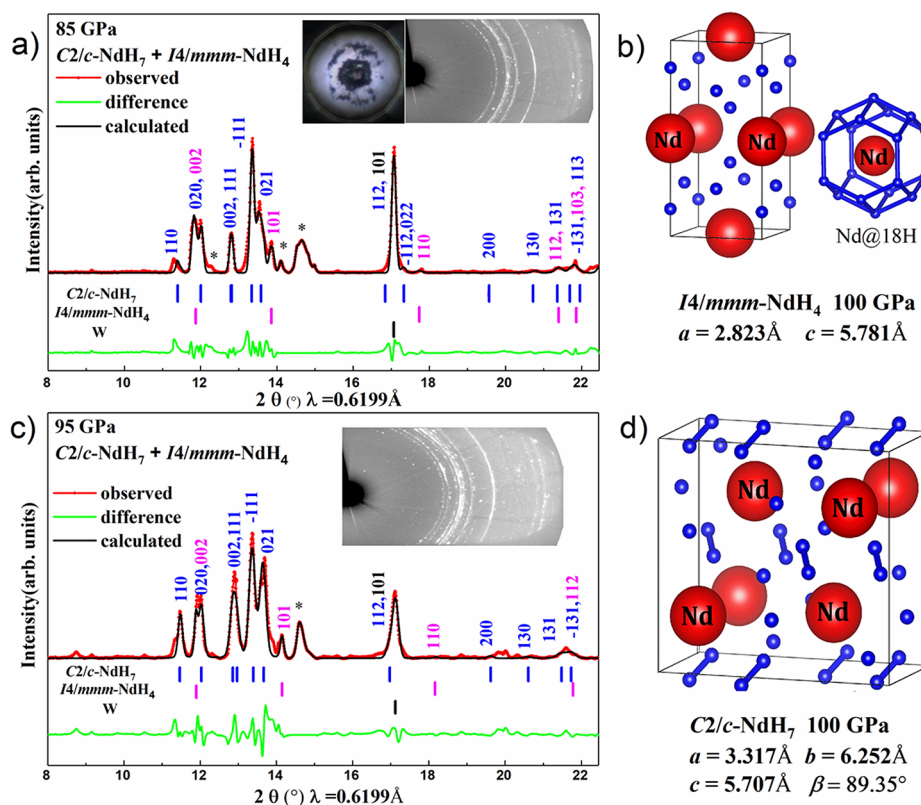 a)
85 GPa
C2/c-NdH₇ + I4/mmm-NdH₄
observed
difference
calculated
Intensity(arb. units)
110
020, 002
*
002, 111
-111
021
101
*
*
112, 101
-112,022
110
200
130
112, 131
-131, 103, 113
C2/c-NdH₇
I4/mmm-NdH₄
W
8 10 12 14 16 18 20 22
2 θ (°) λ =0.6199Å
b)
Nd
Nd
Nd
Nd@18H
I4/mmm-NdH₄ 100 GPa
a = 2.823Å c = 5.781Å
c)
95 GPa
C2/c-NdH₇ + I4/mmm-NdH₄
observed
difference
calculated
Intensity(arb. units)
110
020,002
002,111
-111
021
101
*
112,101
110
200
130
131
-131,112
C2/c-NdH₇
I4/mmm-NdH₄
W
8 10 12 14 16 18 20 22
2 θ (°) λ =0.6199Å
d)
Nd
Nd
Nd
Nd
C2/c-NdH₇ 100 GPa
a = 3.317Å b = 6.252Å
c = 5.707Å β = 89.35°